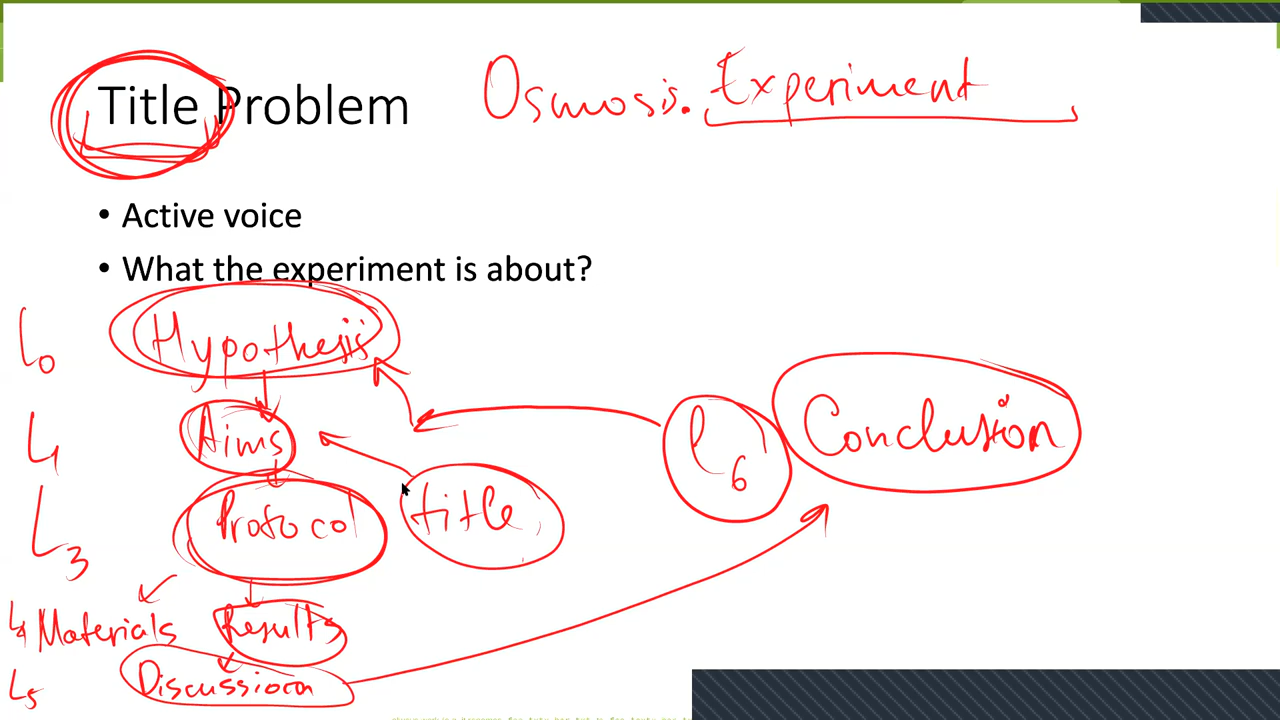 Title Problem Osmosis. Experiment
• Active voice
• What the experiment is about?
L0 Hypothesis
L1 Aims
L6 Conclusion
L3 Protocol title
L4 Materials Results
L5 Discussion